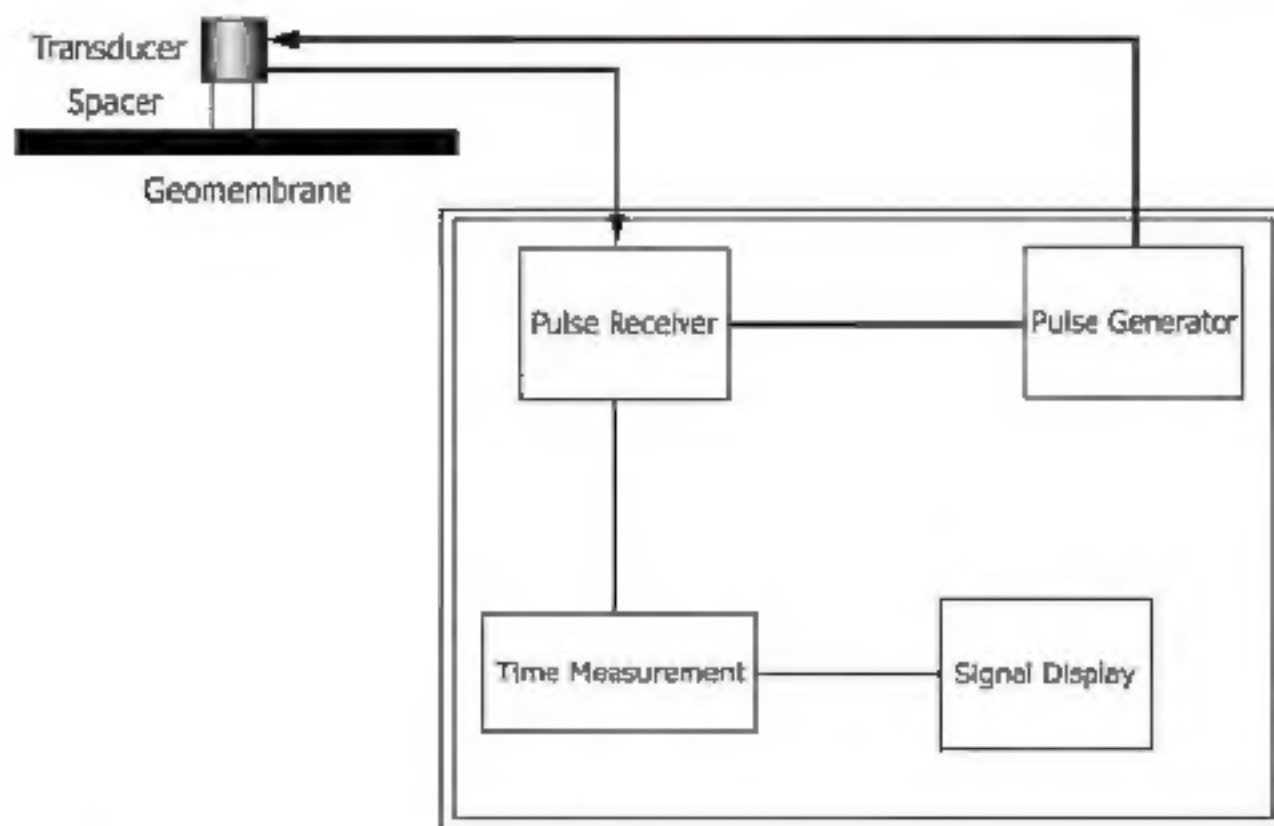 Transducer
Spacer
Geomembrane
Pulse Receiver
Pulse Generator
Time Measurement
Signal Display